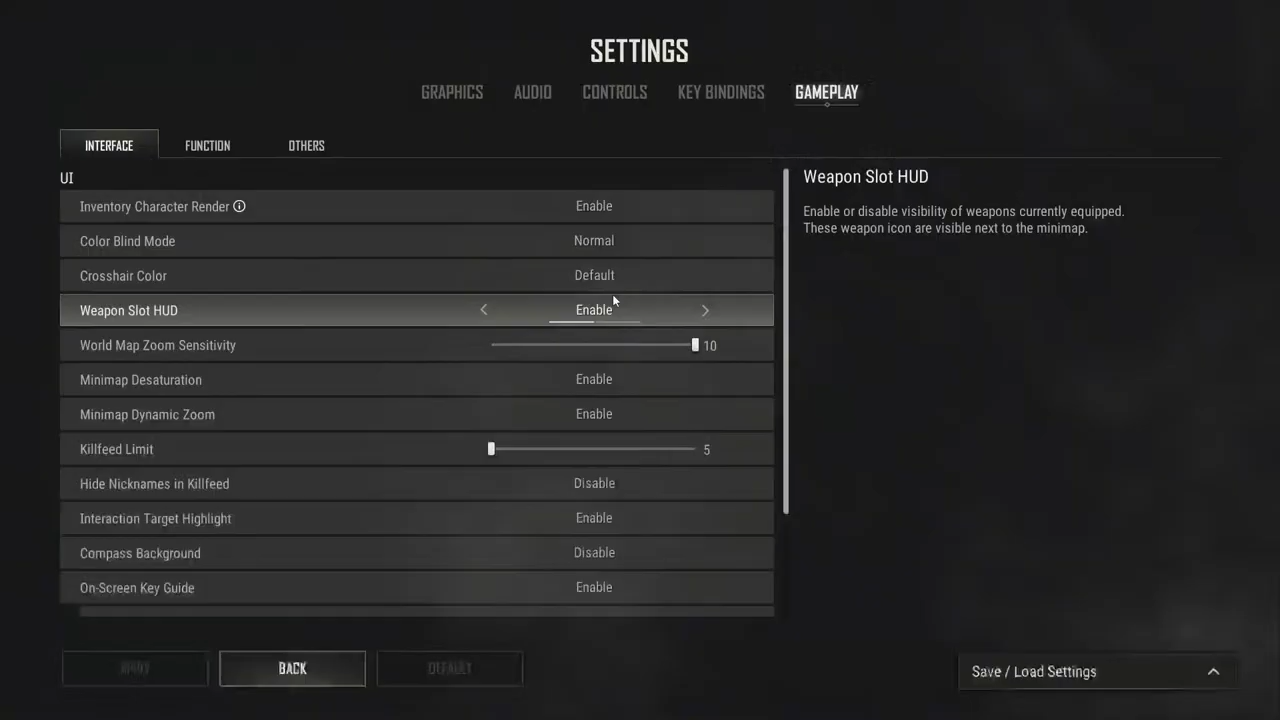 SETTINGS
GRAPHICS AUDIO CONTROLS KEY BINDINGS GAMEPLAY
INTERFACE FUNCTION OTHERS
UI
Inventory Character Render Enable
Color Blind Mode Normal
Crosshair Color Default
Weapon Slot HUD Enable
World Map Zoom Sensitivity 10
Minimap Desaturation Enable
Minimap Dynamic Zoom Enable
Killfeed Limit 5
Hide Nicknames in Killfeed Disable
Interaction Target Highlight Enable
Compass Background Disable
On-Screen Key Guide Enable
Weapon Slot HUD
Enable or disable visibility of weapons currently equipped.
These weapon icon are visible next to the minimap.
BACK DEFAULT
Save / Load Settings